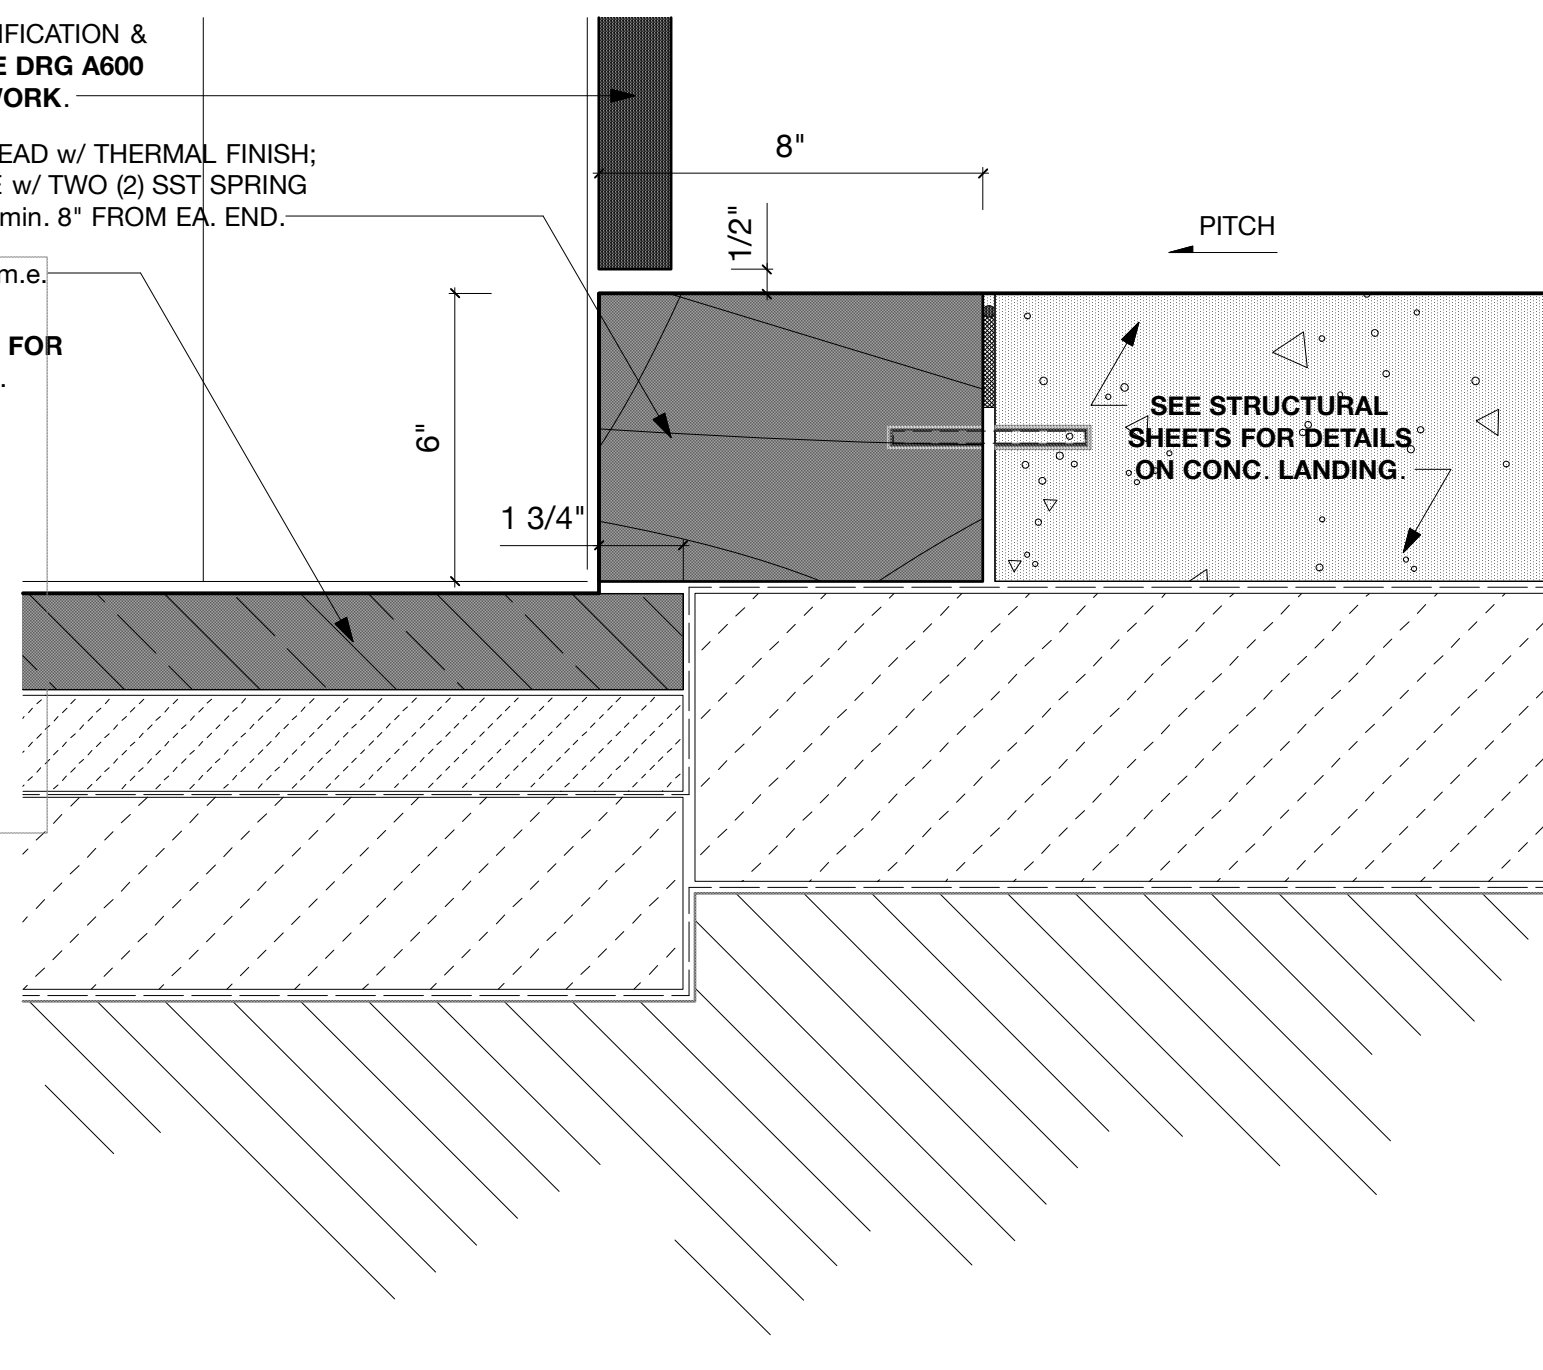 IFICATION &
E DRG A600
WORK.
EAD w/ THERMAL FINISH;
E w/ TWO (2) SST SPRING
min. 8" FROM EA. END.
m.e.
FOR
.
8"
1/2"
PITCH
6"
1 3/4"
SEE STRUCTURAL
SHEETS FOR DETAILS
ON CONC. LANDING.